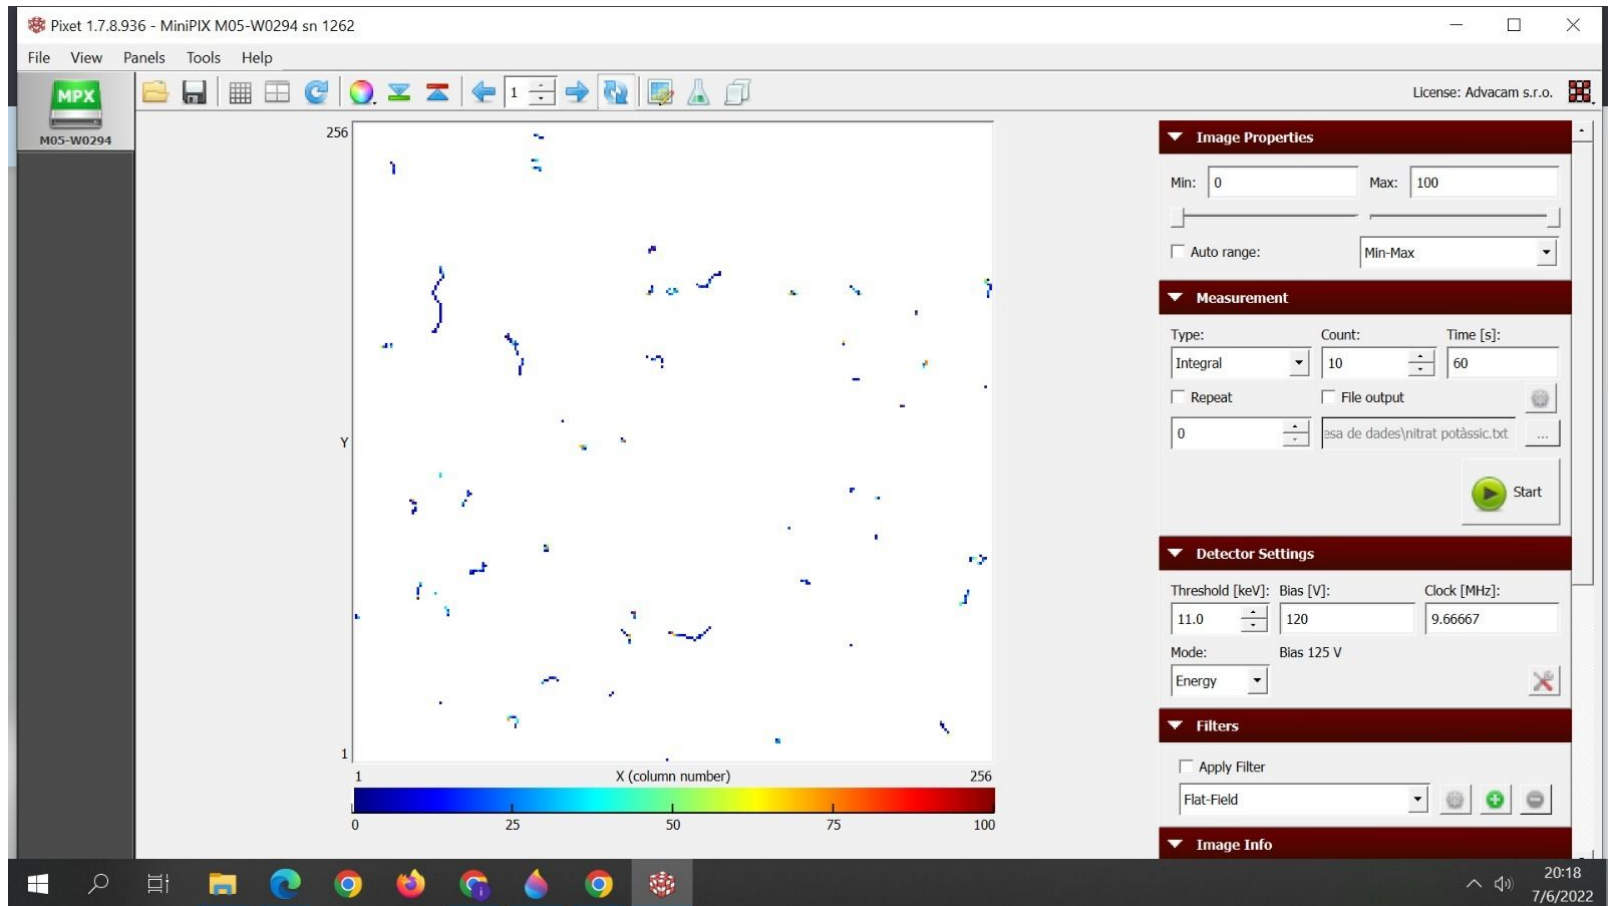 Pixet 1.7.8.936 - MiniPIX M05-W0294 sn 1262
File View Panels Tools Help
MPX
M05-W0294
1
License: Advacam s.r.o.
256
Y
1
1 X (column number) 256
0 25 50 75 100
Image Properties
Min: 0 Max: 100
Auto range: Min-Max
Measurement
Type: Count: Time [s]:
Integral 10 60
Repeat File output
0 esa de dades\nitrat potàssic.txt ...
Start
Detector Settings
Threshold [keV]: Bias [V]: Clock [MHz]:
11.0 120 9.66667
Mode: Bias 125 V
Energy
Filters
Apply Filter
Flat-Field
Image Info
20:18
7/6/2022